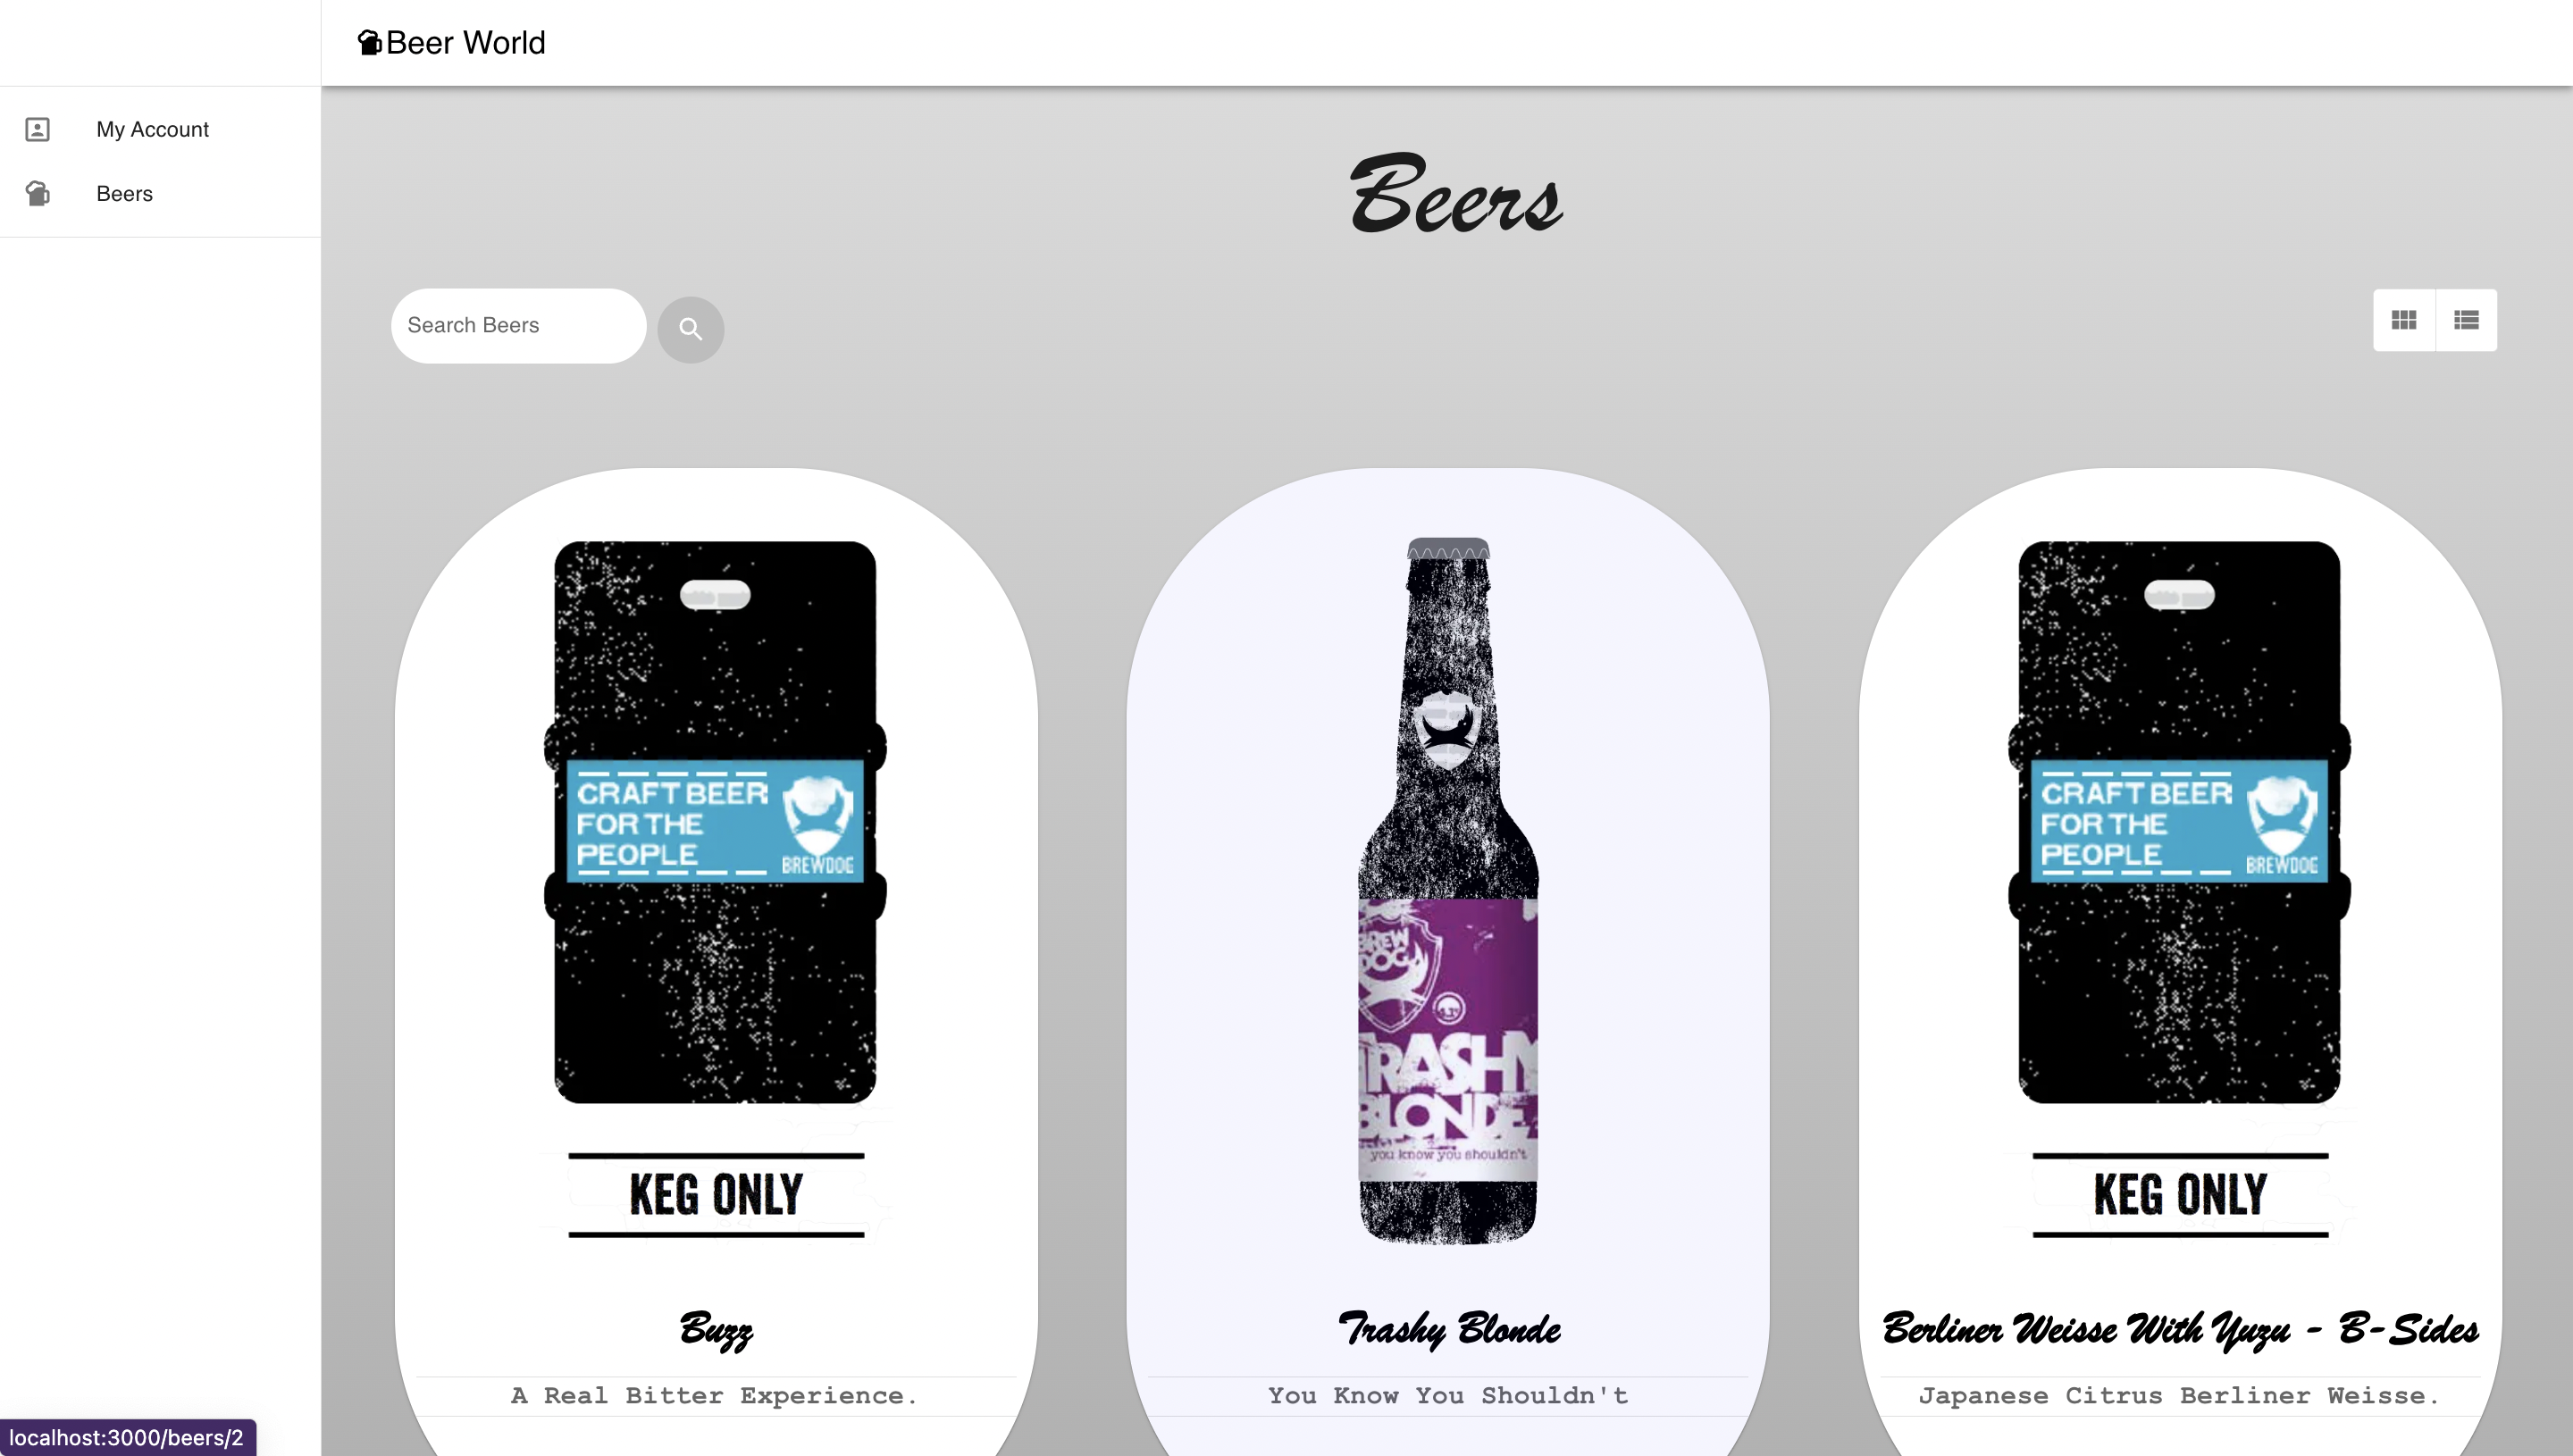 Beer World
My Account
Beers
Beers
Search Beers
CRAFT BEER
FOR THE
PEOPLE
BREWDOG
KEG ONLY
Buzz
A Real Bitter Experience.
BREW
DOG
TRASHY
BLONDE
you know you shouldn't
Trashy Blonde
You Know You Shouldn't
CRAFT BEER
FOR THE
PEOPLE
BREWDOG
KEG ONLY
Berliner Weisse With Yuzu - B-Sides
Japanese Citrus Berliner Weisse.
localhost:3000/beers/2